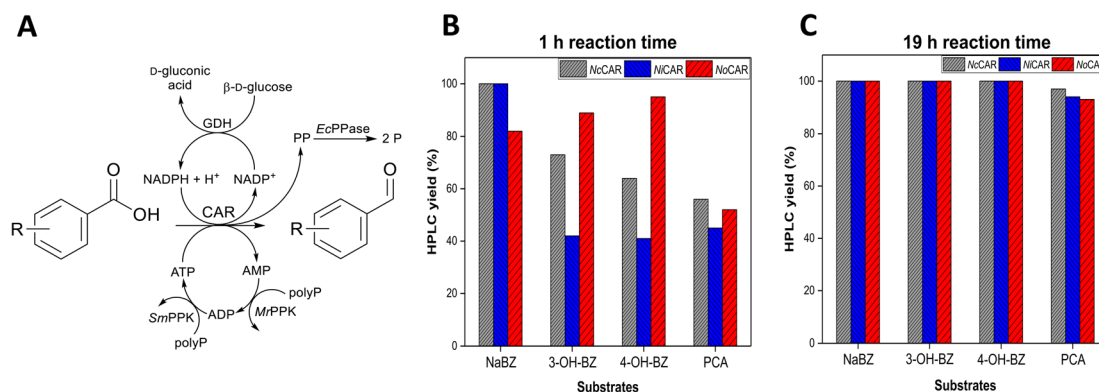 A
D-gluconic
acid
β-D-glucose
GDH
NADPH + H⁺
NADP⁺
PP
EcPPase
2 P
O
OH
R
CAR
O
R
ATP
AMP
polyP
SmPPK
ADP
MrPPK
polyP
B
1 h reaction time
NcCAR NiCAR NoCAR
HPLC yield (%)
100
80
60
40
20
0
NaBZ 3-OH-BZ 4-OH-BZ PCA
Substrates
C
19 h reaction time
NcCAR NiCAR NoCAR
HPLC yield (%)
100
80
60
40
20
0
NaBZ 3-OH-BZ 4-OH-BZ PCA
Substrates